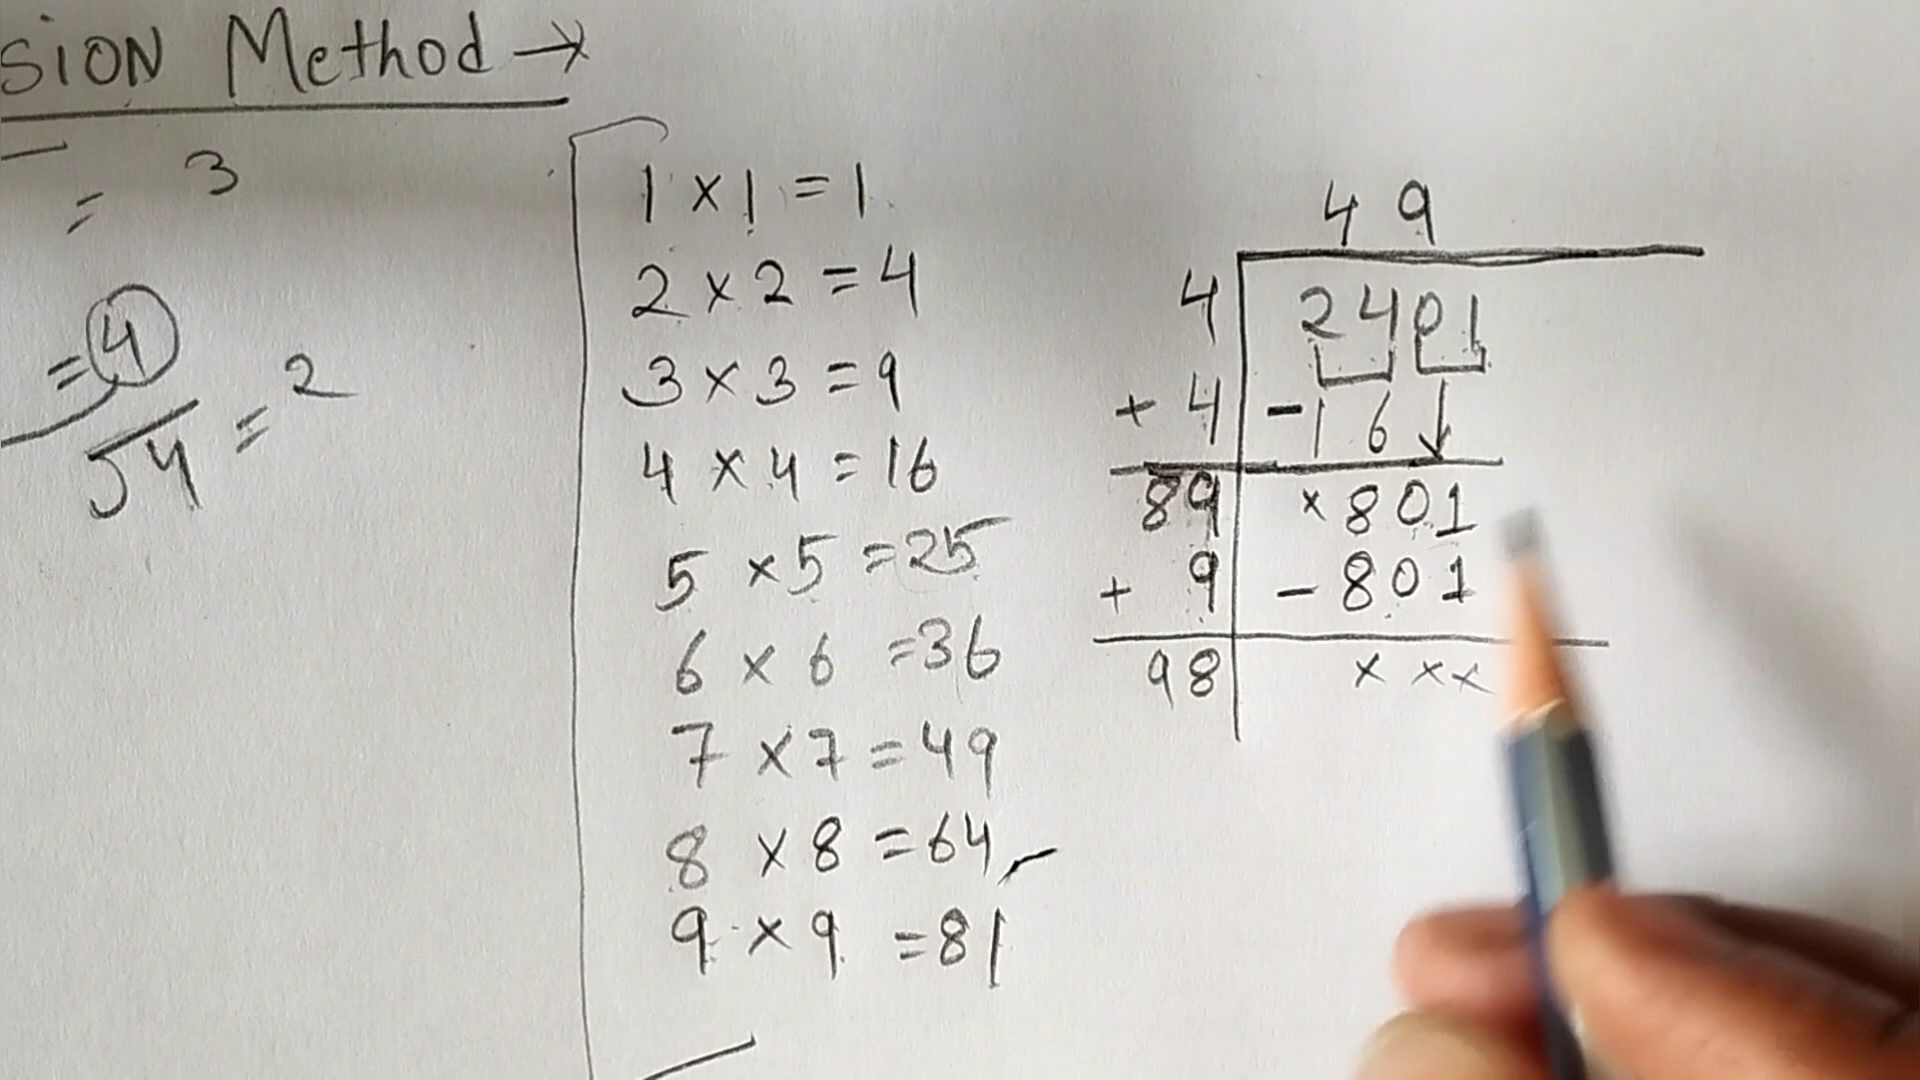 SION Method →
= 3
= 4
√4 = 2
1 × 1 = 1
2 × 2 = 4
3 × 3 = 9
4 × 4 = 16
5 × 5 = 25
6 × 6 = 36
7 × 7 = 49
8 × 8 = 64
9 × 9 = 81
4 9
4 2401
+ 4 - 16 ↓
89 × 801
+ 9 - 801
98 × × ×